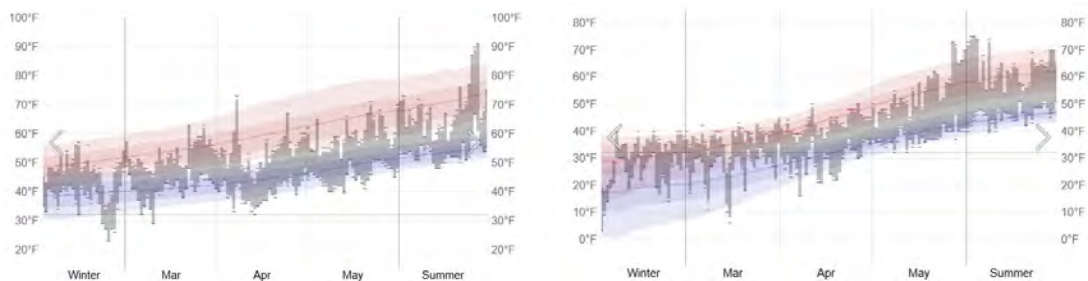 100°F 100°F
90°F 90°F
80°F 80°F
70°F 70°F
60°F 60°F
50°F 50°F
40°F 40°F
30°F 30°F
20°F 20°F
Winter Mar Apr May Summer
80°F 80°F
70°F 70°F
60°F 60°F
50°F 50°F
40°F 40°F
30°F 30°F
20°F 20°F
10°F 10°F
0°F 0°F
Winter Mar Apr May Summer